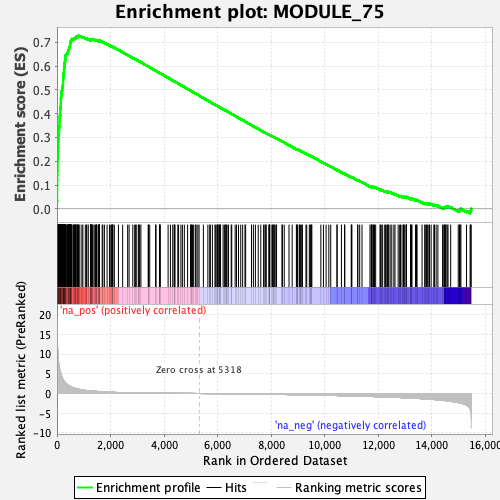 Enrichment plot: MODULE_75
Enrichment score (ES)
0.7
0.6
0.5
0.4
0.3
0.2
0.1
0.0
Ranked list metric (PreRanked)
20
15
10
5
0
-5
-10
'na_pos' (positively correlated)
Zero cross at 5318
'na_neg' (negatively correlated)
0 2,000 4,000 6,000 8,000 10,000 12,000 14,000 16,000
Rank in Ordered Dataset
Enrichment profile Hits Ranking metric scores